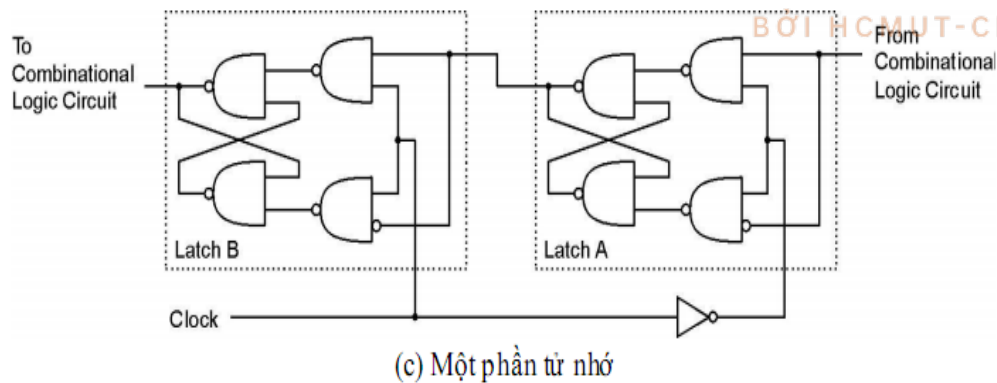 BỞI HCMUT-C
To
Combinational
Logic Circuit
From
Combinational
Logic Circuit
Latch B
Latch A
Clock
(c) Một phần tử nhớ